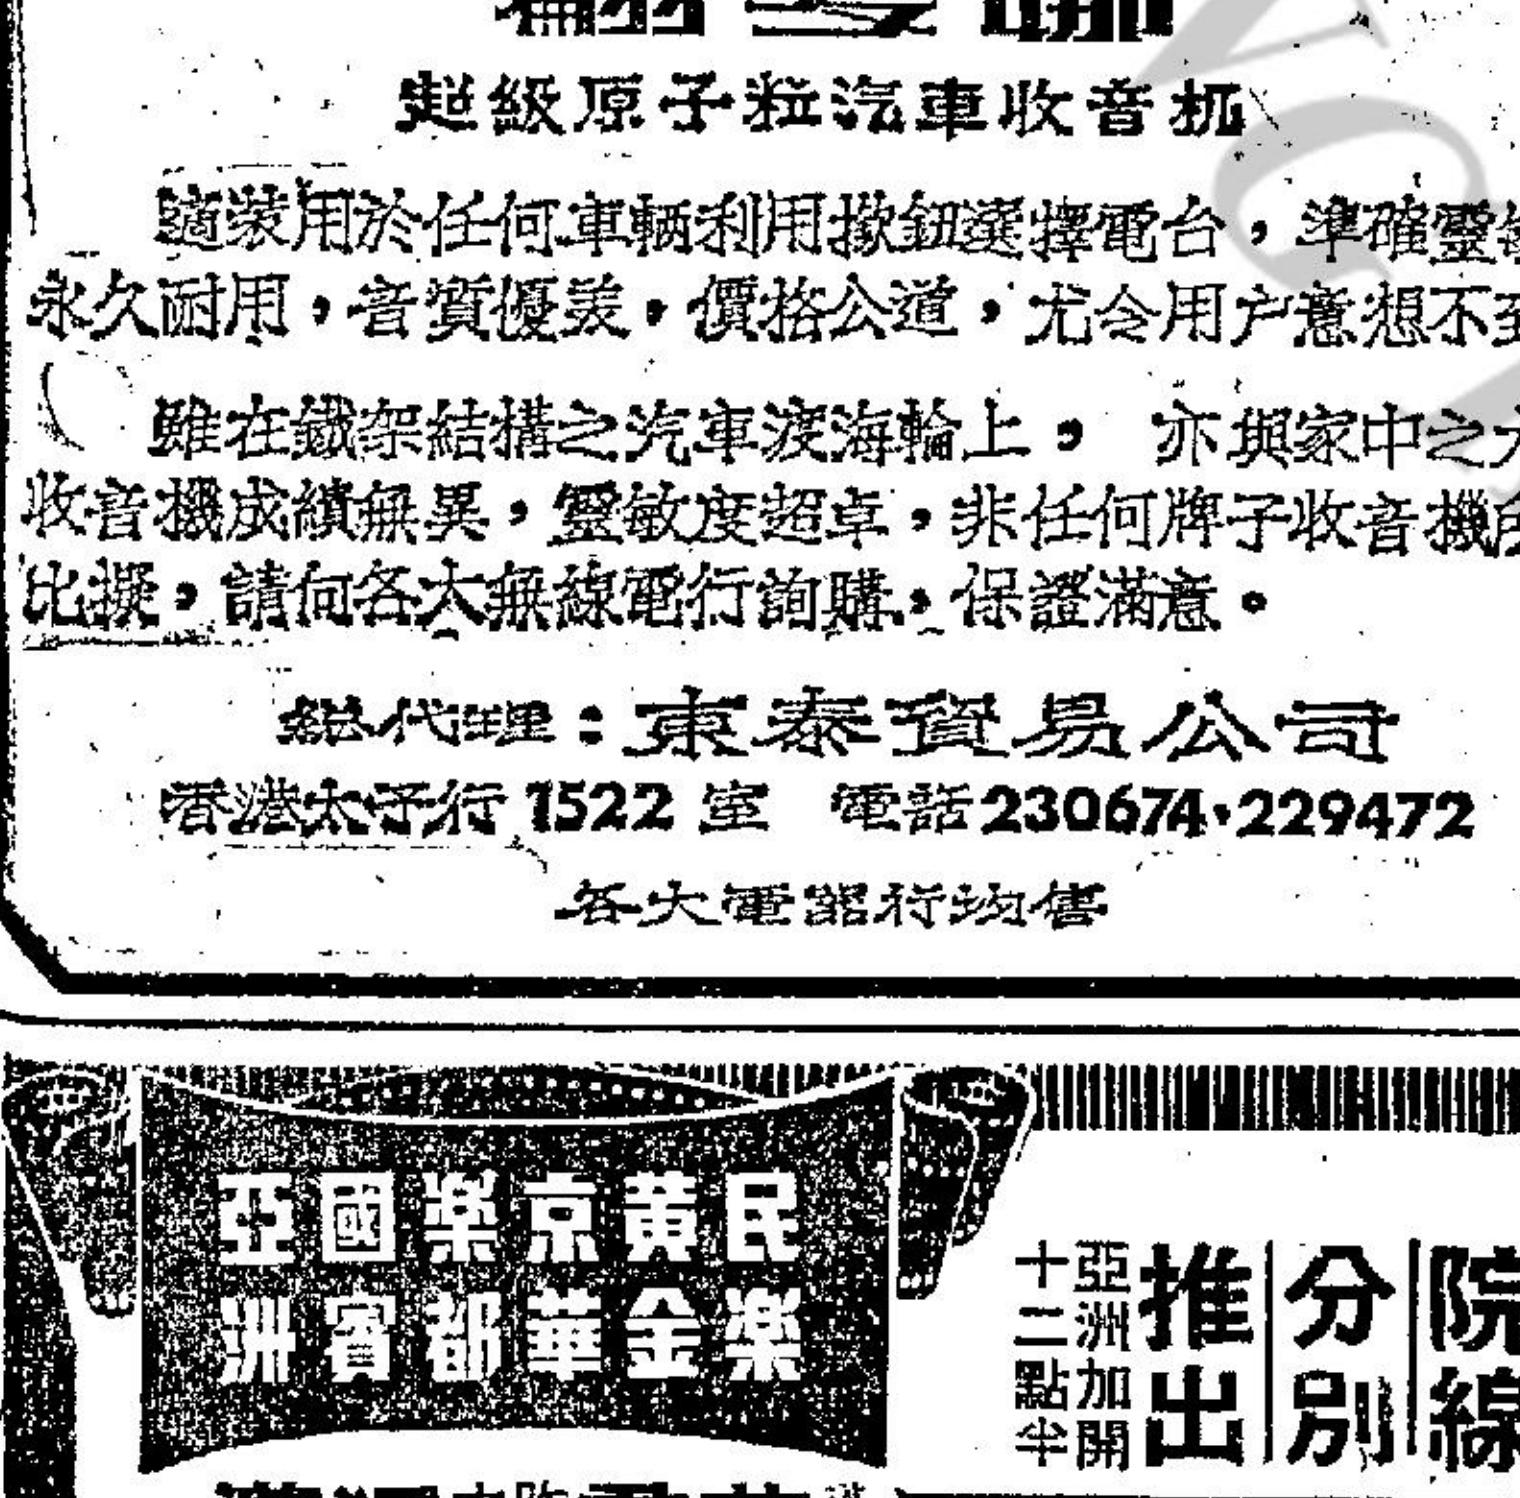 超級原子粒汽車收音机
適裝用於任何車輛利用撳鈕選擇電台，準確靈
永久耐用，音質優美，價格公道，尤令用户意想不
雖在鐵架結構之汽車渡海輪上， 亦與家中之
收音機成績無異，靈敏度超卓，非任何牌子收音機
比擬，請向各大無線電行詢購，保證滿意。
總代理：東泰貿易公司
香港太子行 1522 室 電話230674·229472
各大電器行均售
民樂
黃金
京華
樂都
國賓
亞洲
院線
分別
推出
亞洲加開
十二點半